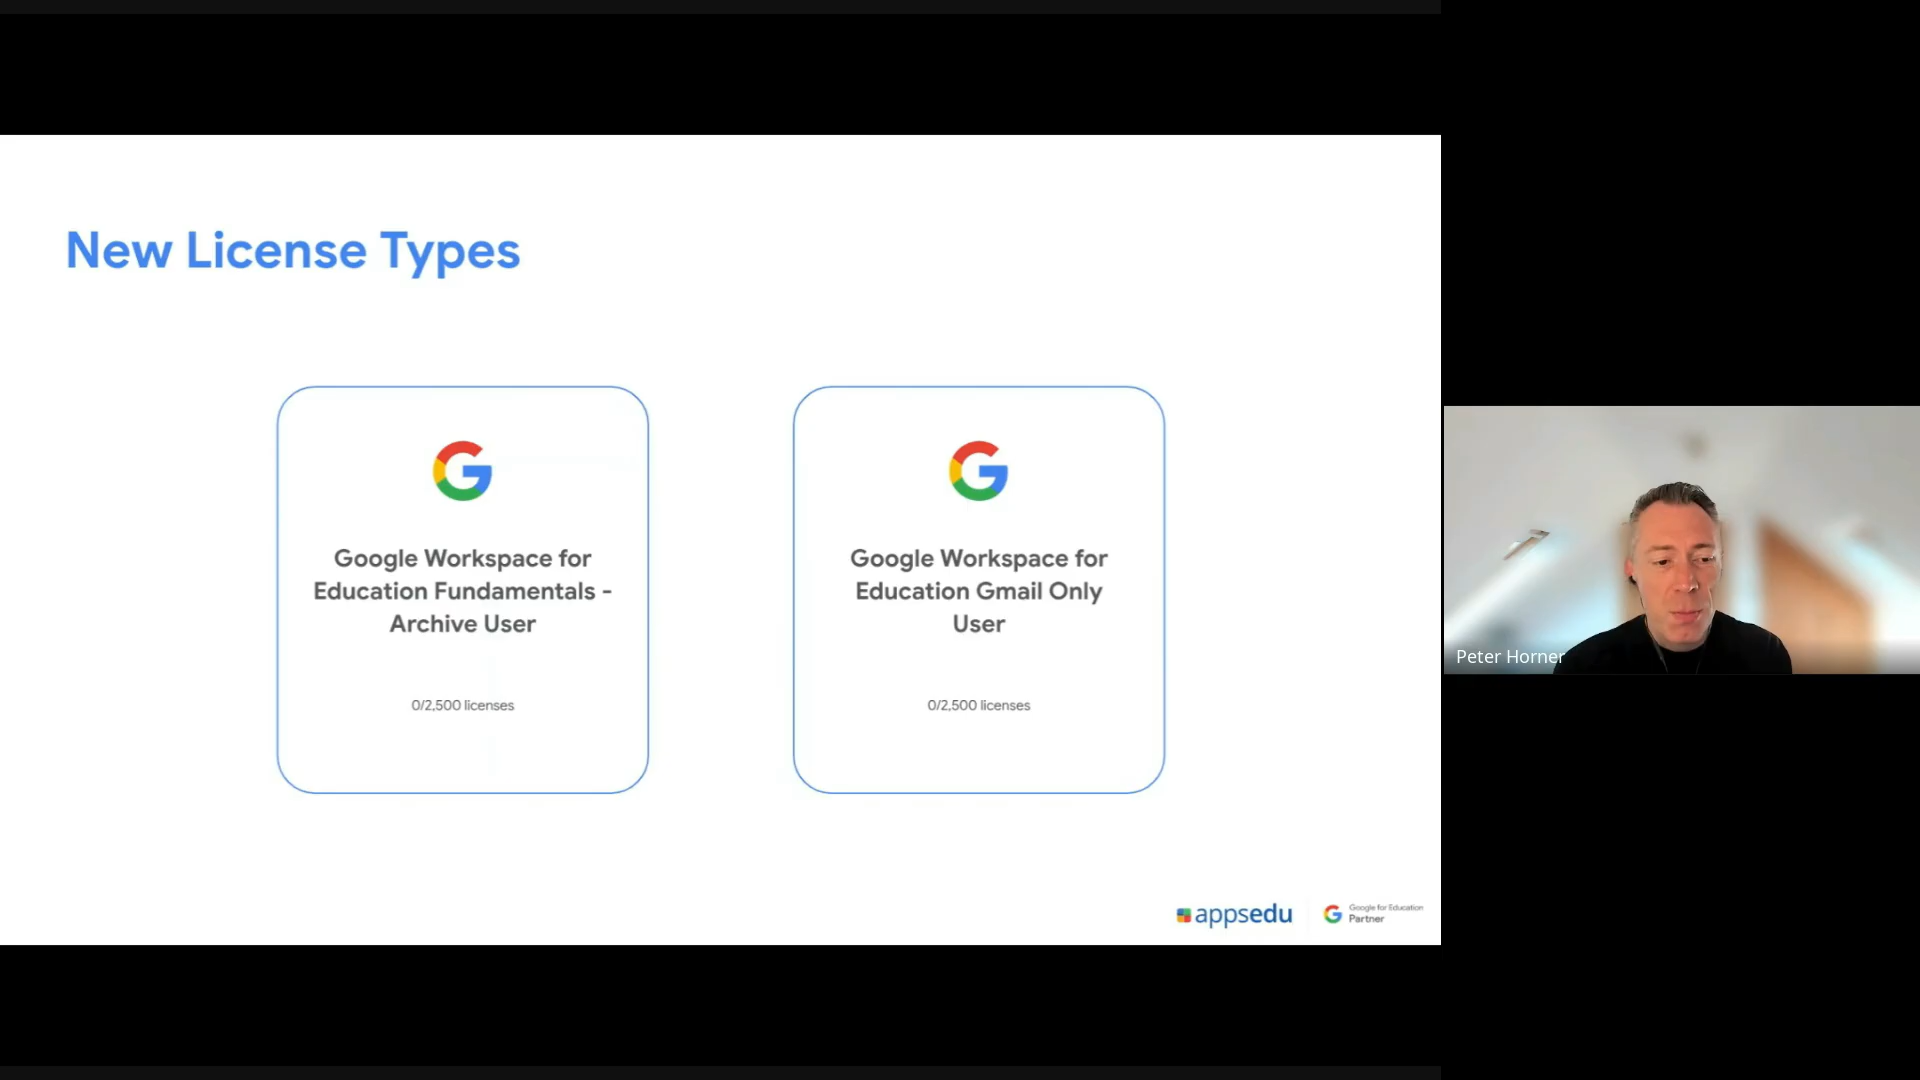 New License Types
Google Workspace for
Education Fundamentals -
Archive User
0/2,500 licenses
Google Workspace for
Education Gmail Only
User
0/2,500 licenses
appsedu
Google for Education
Partner
Peter Horner